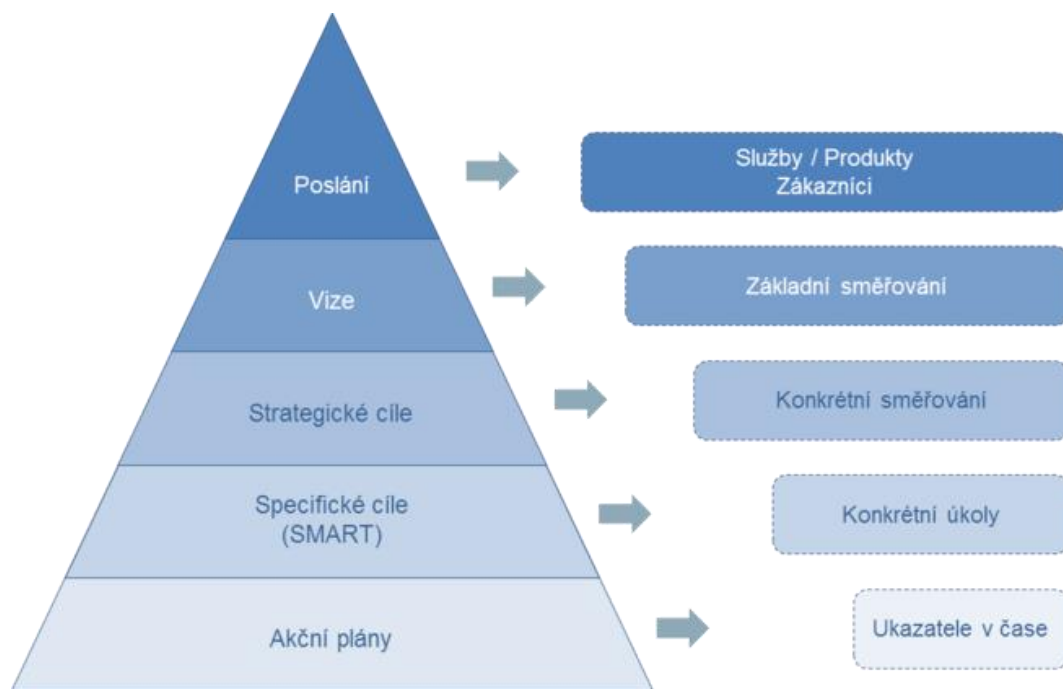 Poslání
Služby / Produkty
Zákazníci
Vize
Základní směřování
Strategické cíle
Konkrétní směřování
Specifické cíle
(SMART)
Konkrétní úkoly
Akční plány
Ukazatele v čase